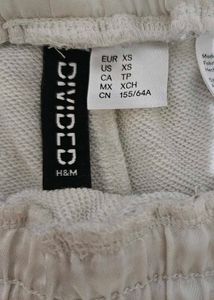 DIVIDED
H&M
EUR XS
US XS
CA TP
MX XCH
CN 155/64A